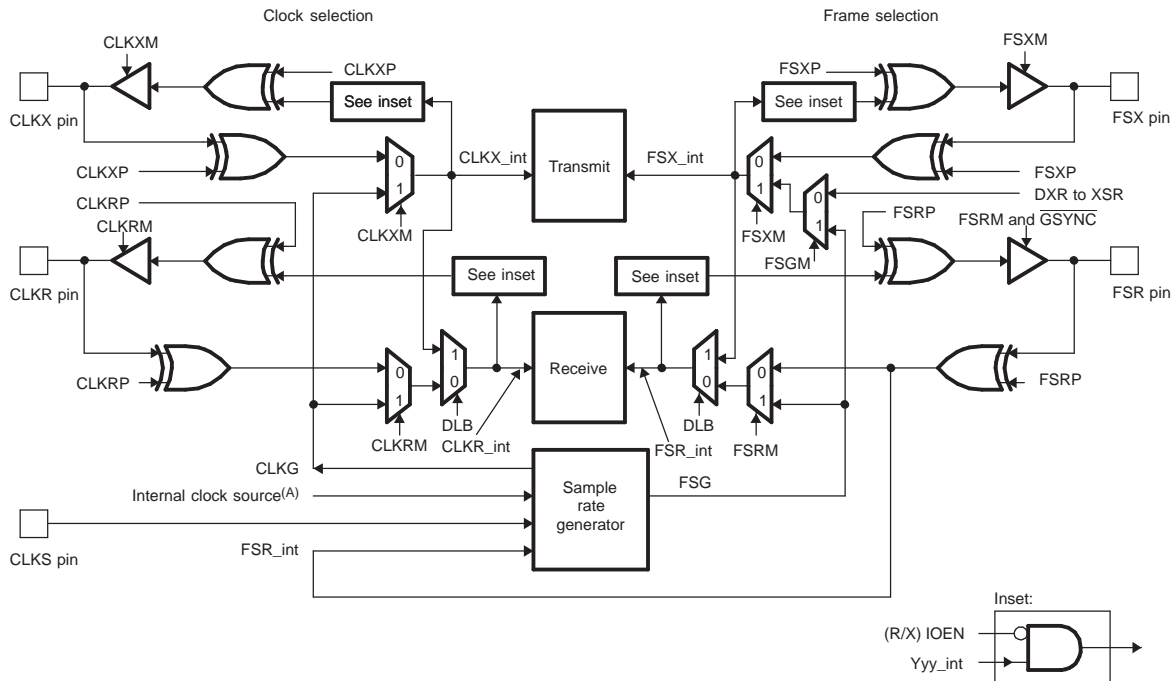 Clock selection
Frame selection
CLKXM
FSXM
CLKXP
FSXP
See inset
See inset
CLKX pin
FSX pin
CLKX_int
FSX_int
Transmit
0
1
0
1
CLKXP
FSXP
DXR to XSR
CLKRP
0
1
FSRP
CLKRM
FSRM and GSYNC
CLKXM
FSXM
FSGM
See inset
See inset
CLKR pin
FSR pin
Receive
0
1
1
0
1
0
0
1
CLKRP
FSRP
DLB
DLB
CLKRM
CLKR_int
FSR_int
FSRM
CLKG
FSG
Internal clock source(A)
Sample
rate
generator
CLKS pin
FSR_int
Inset:
(R/X) IOEN
Yyy_int